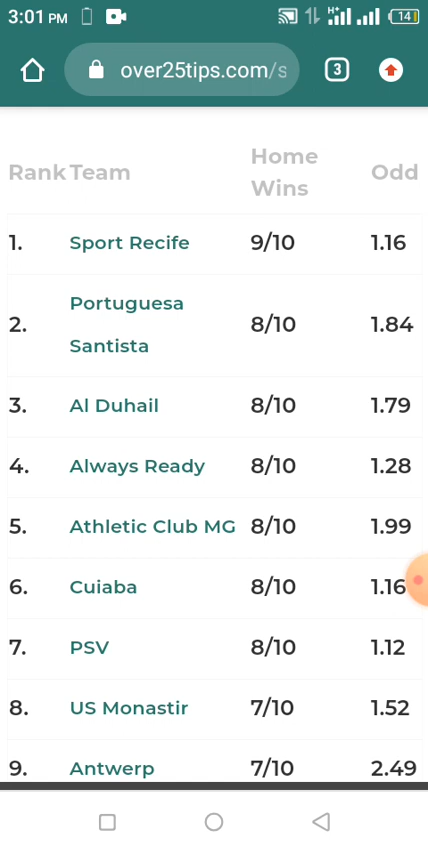 3:01 PM H+ 14
over25tips.com/s 3
Rank Team Home Wins Odd
1. Sport Recife 9/10 1.16
2. Portuguesa Santista 8/10 1.84
3. Al Duhail 8/10 1.79
4. Always Ready 8/10 1.28
5. Athletic Club MG 8/10 1.99
6. Cuiaba 8/10 1.16
7. PSV 8/10 1.12
8. US Monastir 7/10 1.52
9. Antwerp 7/10 2.49